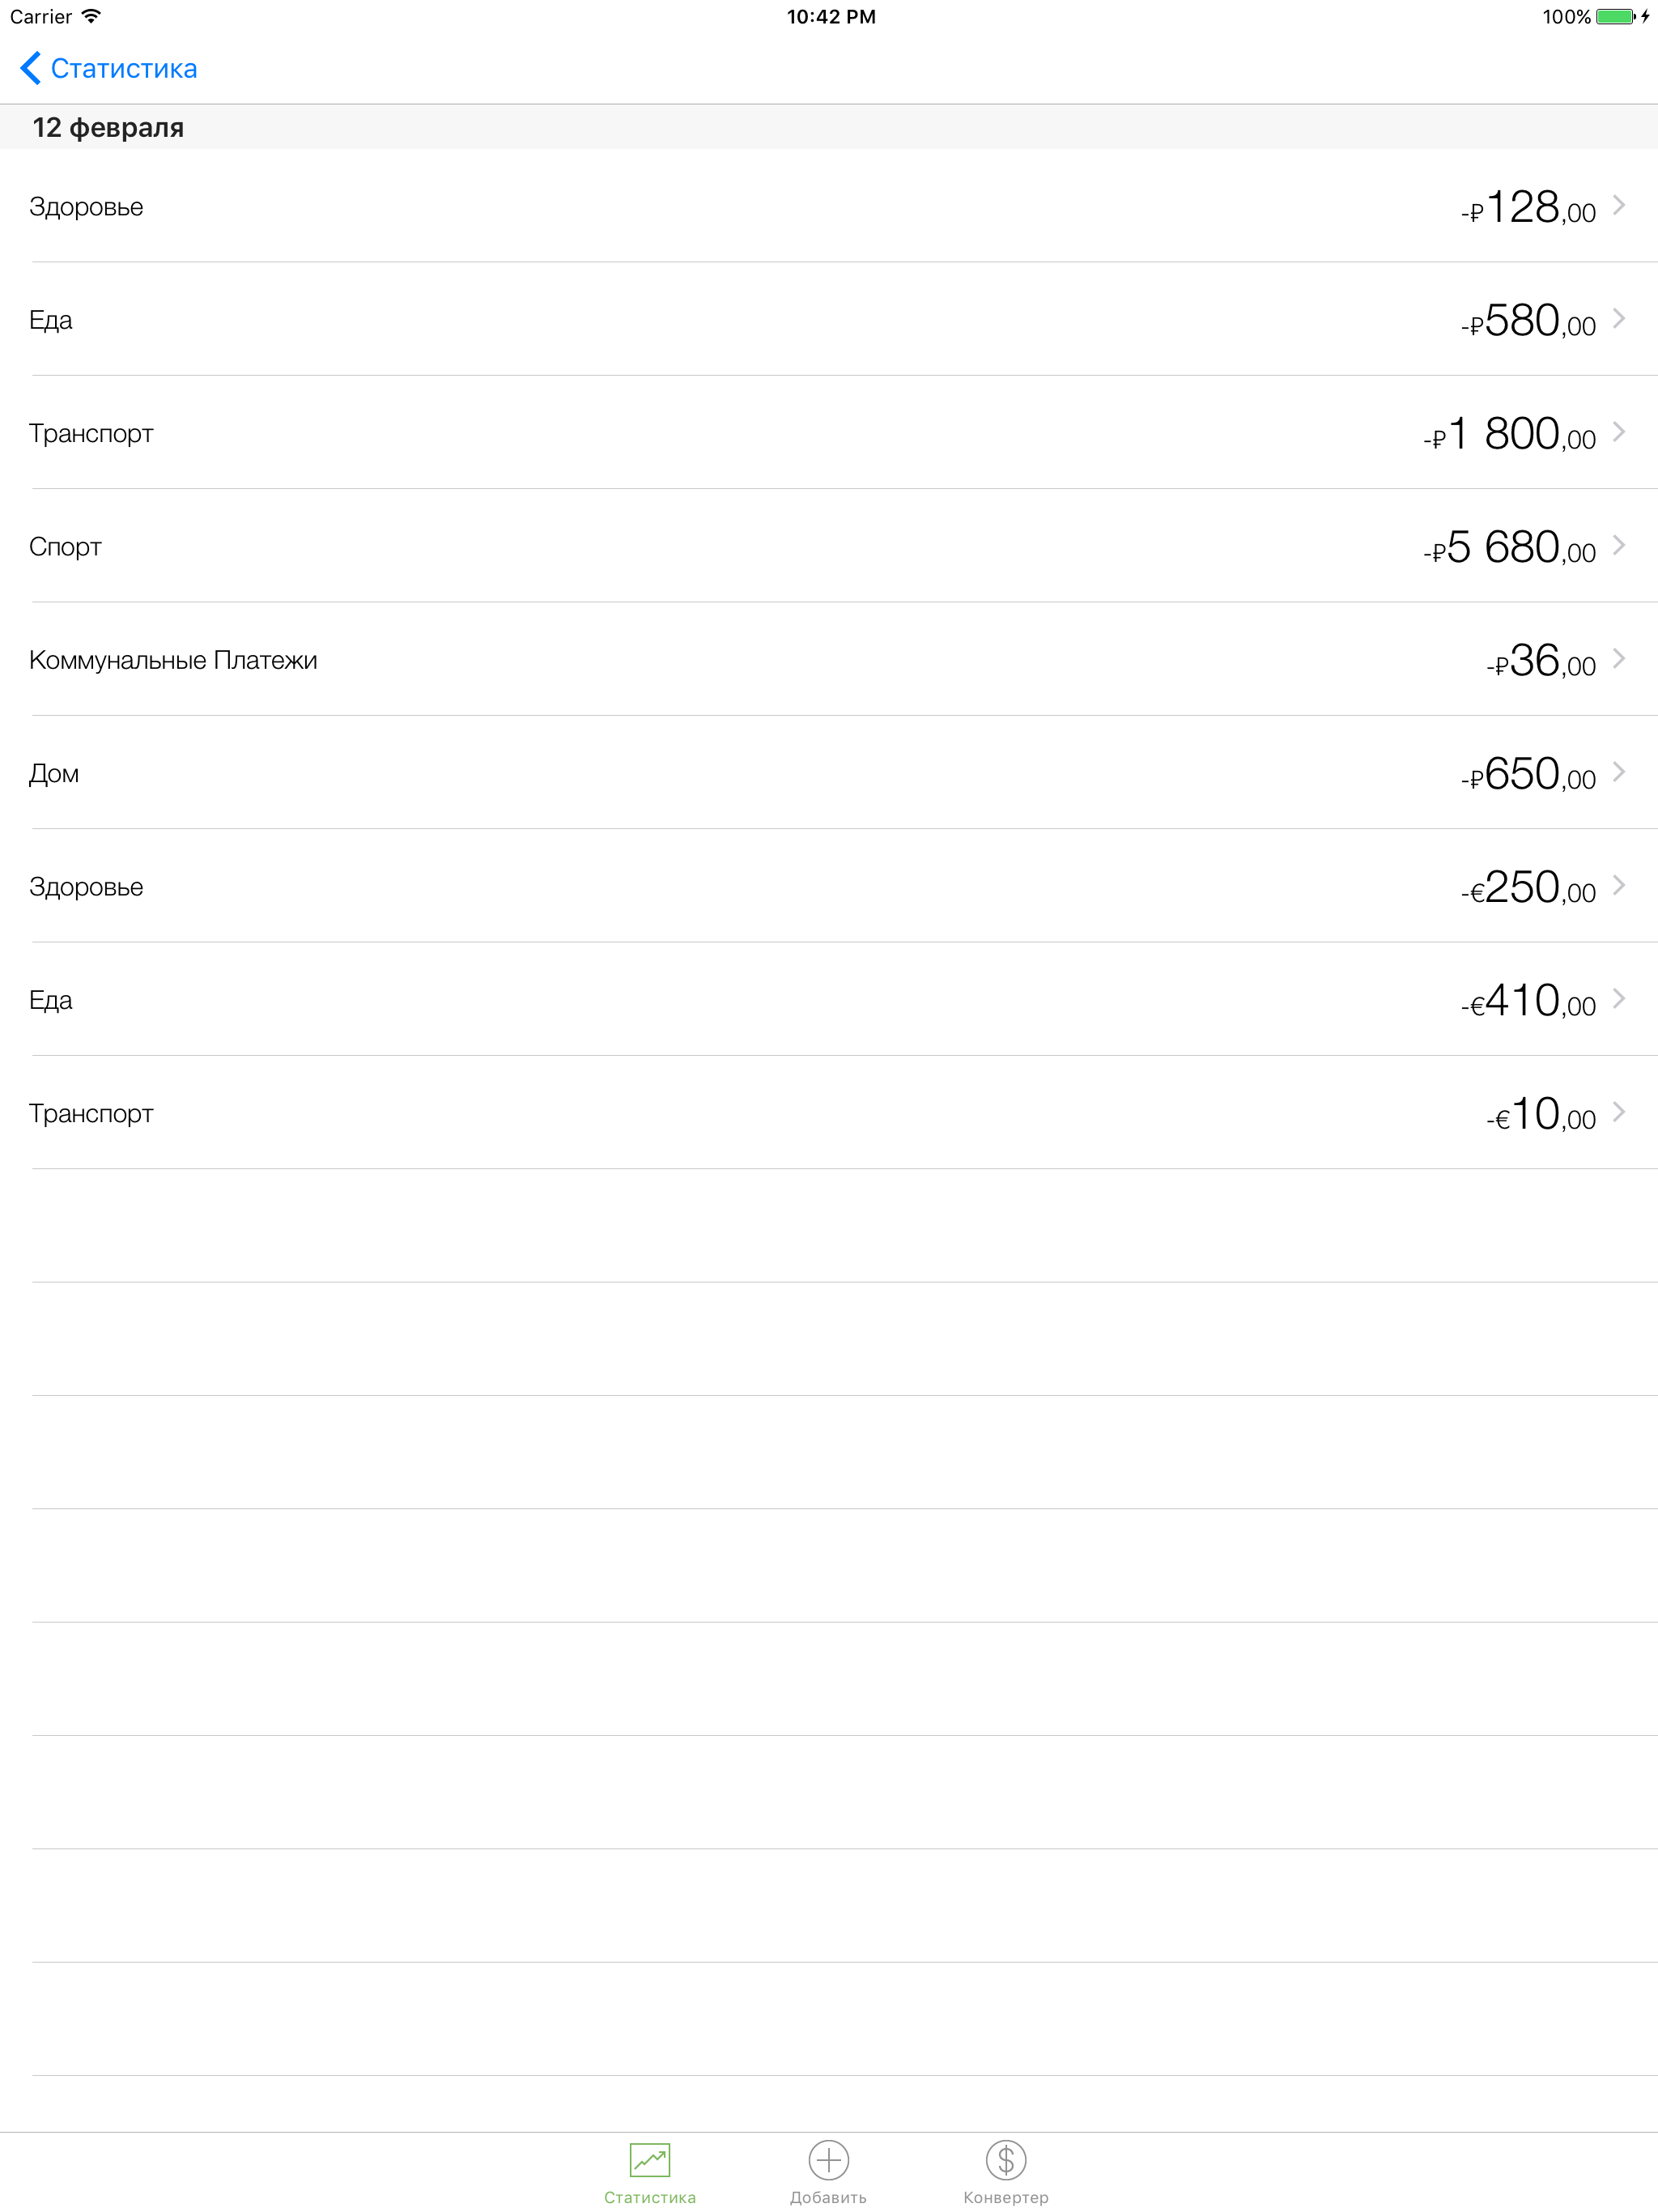 Carrier 10:42 PM 100%
Статистика
12 февраля
Здоровье -₽128,00
Еда -₽580,00
Транспорт -₽1 800,00
Спорт -₽5 680,00
Коммунальные Платежи -₽36,00
Дом -₽650,00
Здоровье -€250,00
Еда -€410,00
Транспорт -€10,00
Статистика Добавить Конвертер